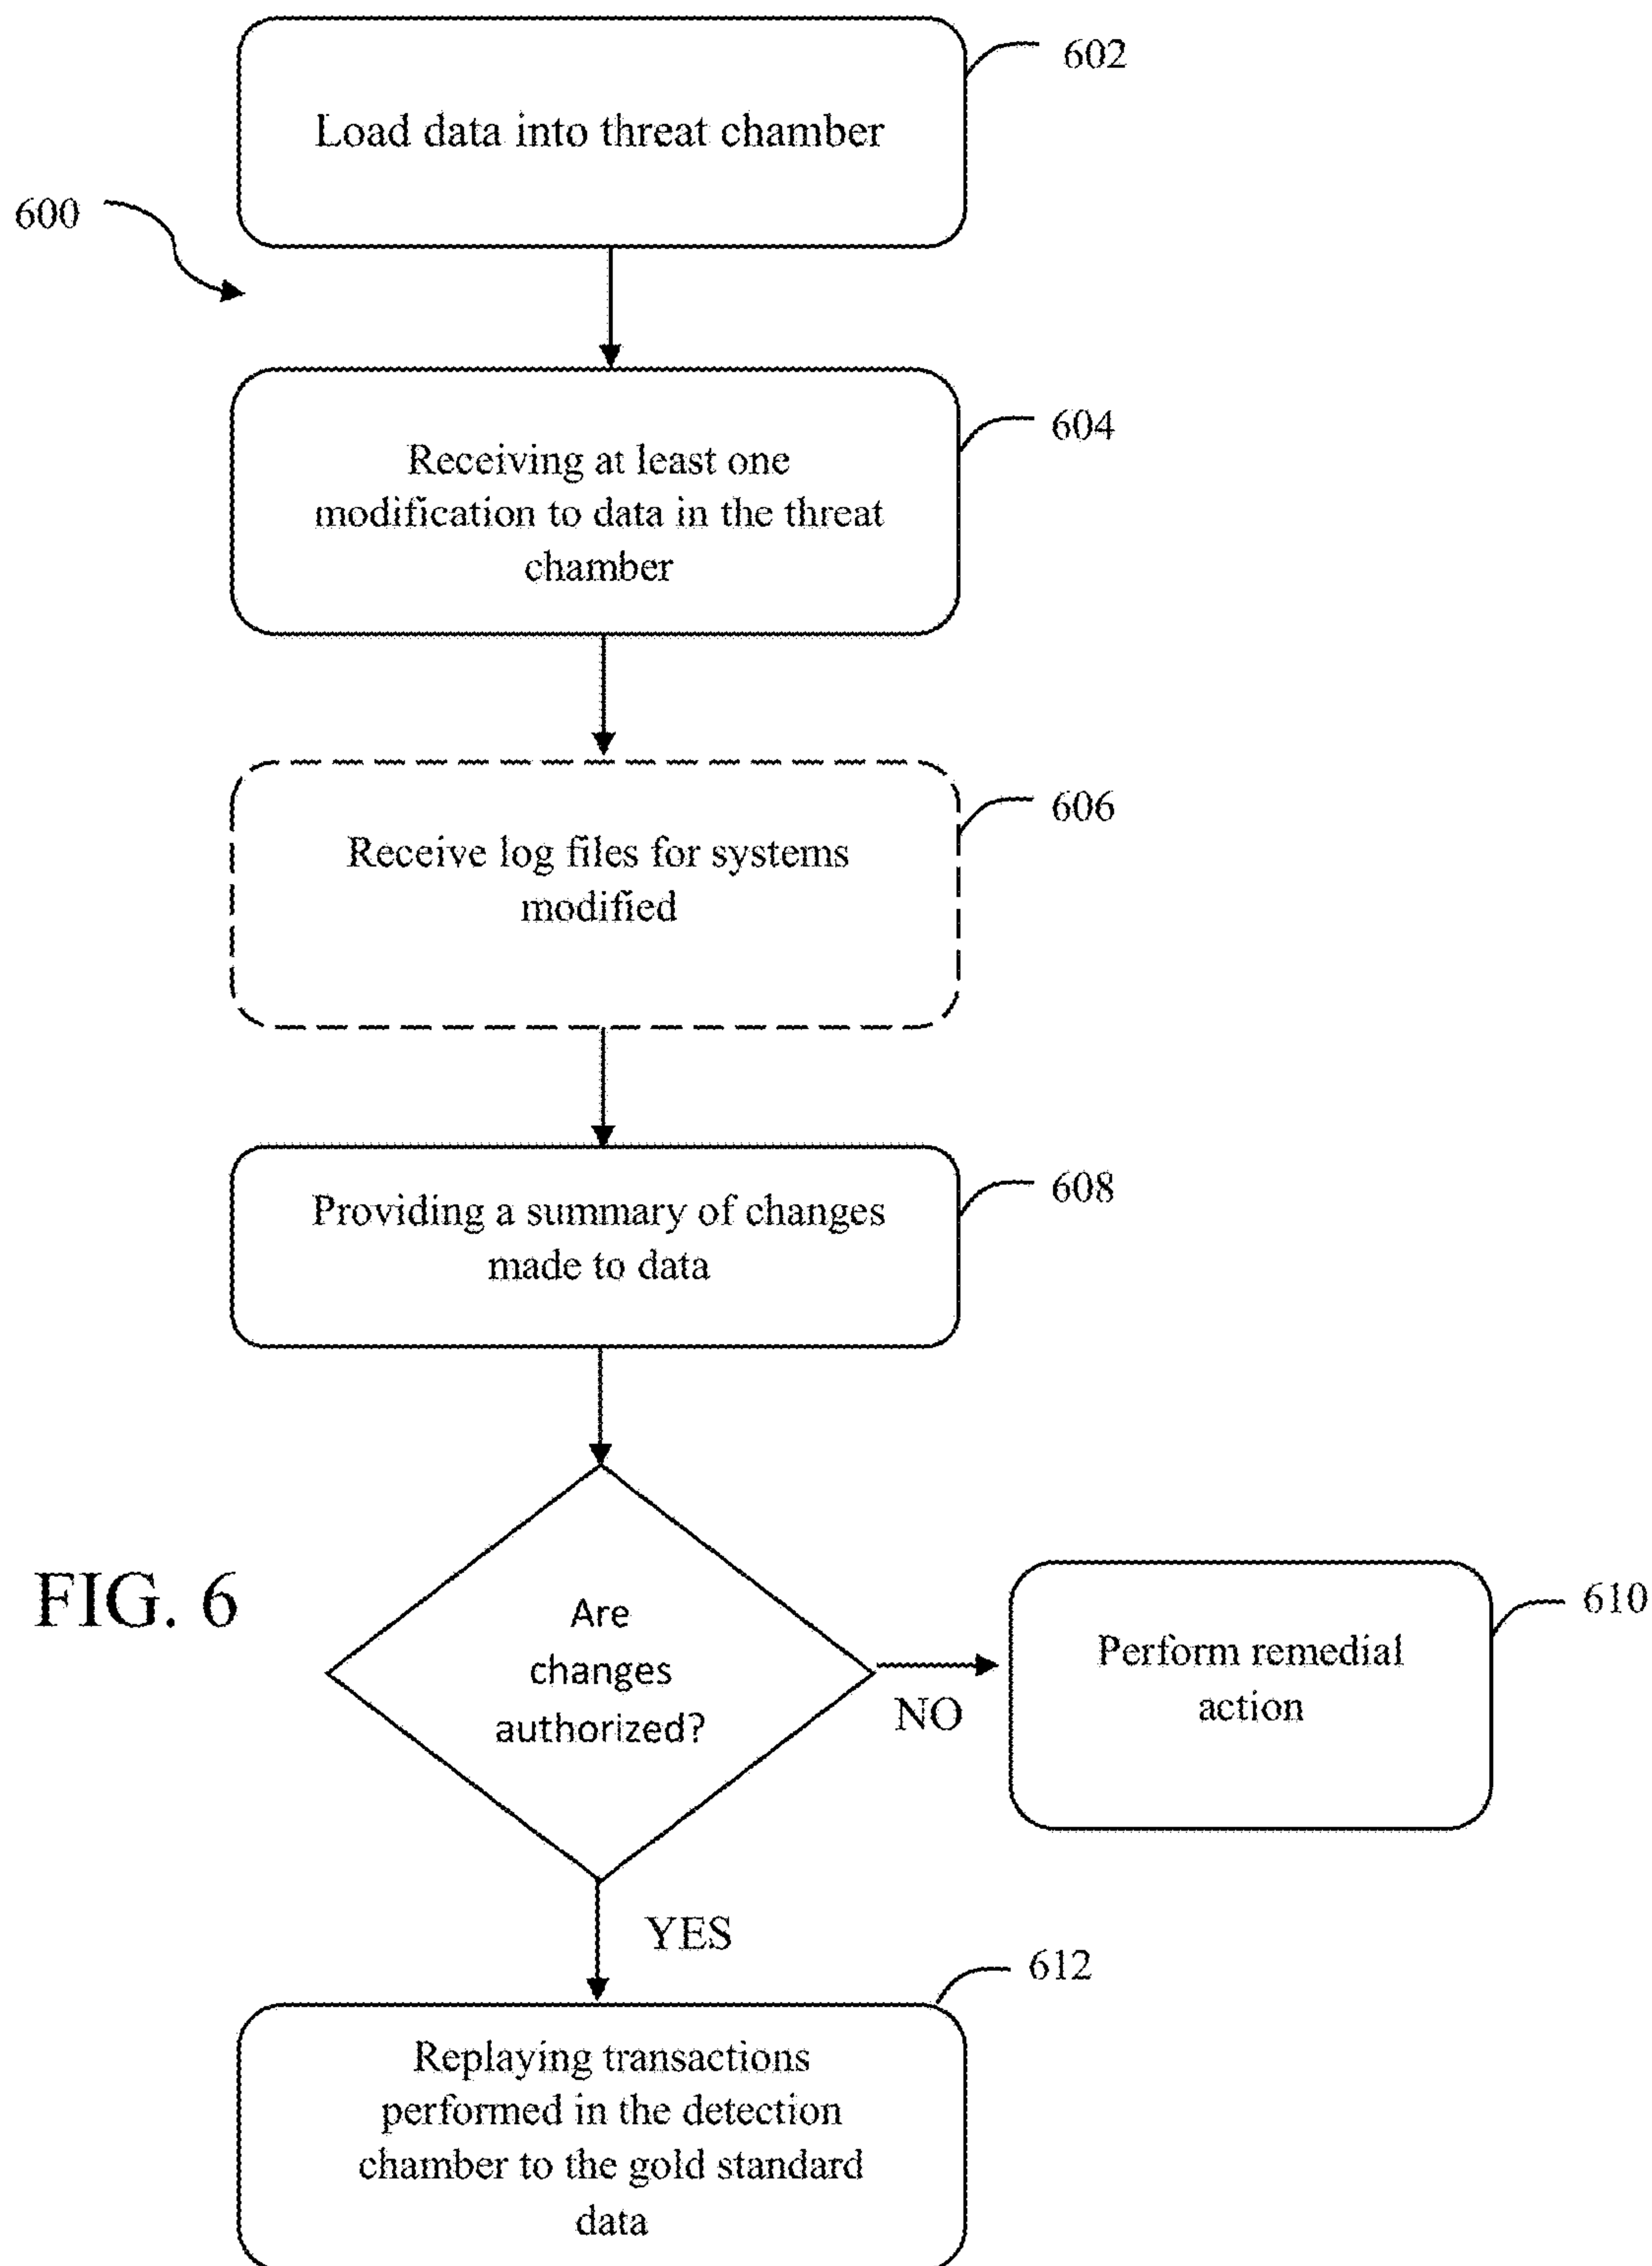 602
Load data into threat chamber
600
604
Receiving at least one
modification to data in the threat
chamber
606
Receive log files for systems
modified
608
Providing a summary of changes
made to data
FIG. 6
Are
changes
authorized?
NO
610
Perform remedial
action
YES
612
Replaying transactions
performed in the detection
chamber to the gold standard
data